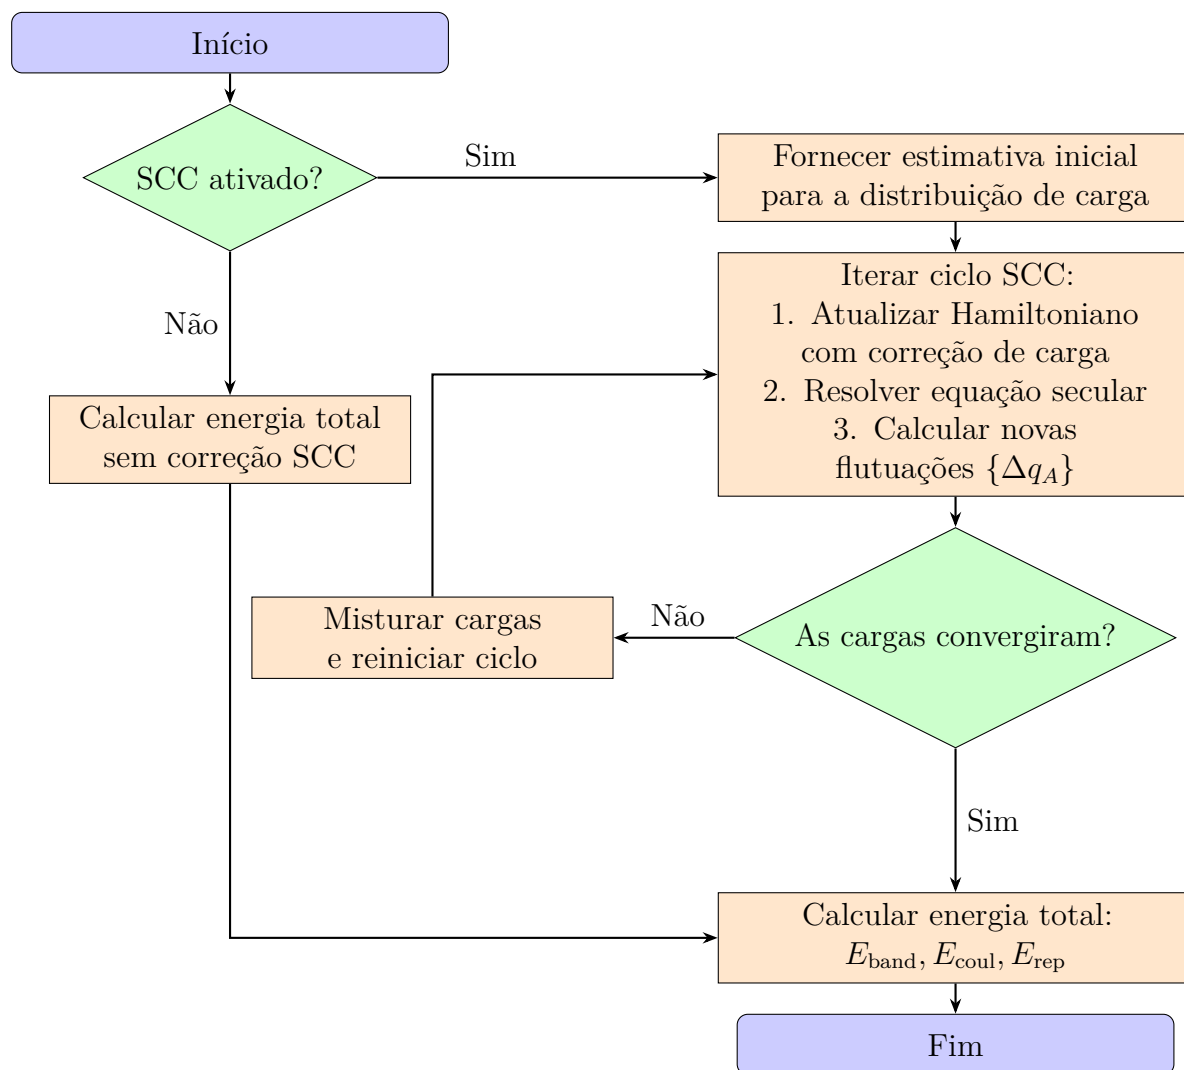 Início
SCC ativado?
Sim
Fornecer estimativa inicial
para a distribuição de carga
Iterar ciclo SCC:
1. Atualizar Hamiltoniano
com correção de carga
2. Resolver equação secular
3. Calcular novas
flutuações {Δq_A}
Não
Calcular energia total
sem correção SCC
Misturar cargas
e reiniciar ciclo
Não
As cargas convergiram?
Sim
Calcular energia total:
E_band, E_coul, E_rep
Fim